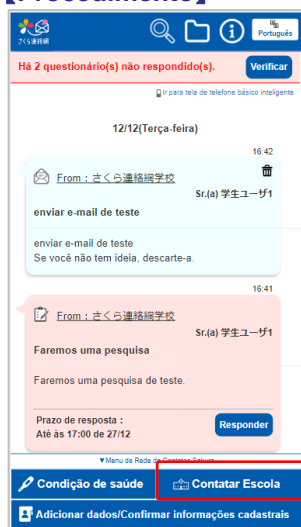 【Procedimento】
さくら連絡網
Português
Há 2 questionário(s) não respondido(s).
Verificar
Ir para tela de telefone básico inteligente
12/12(Terça-feira)
16:42
From：さくら連絡網学校
Sr.(a) 学生ユーザ1
enviar e-mail de teste
enviar e-mail de teste
Se você não tem ideia, descarte-a.
16:41
From：さくら連絡網学校
Sr.(a) 学生ユーザ1
Faremos uma pesquisa
Faremos uma pesquisa de teste.
Prazo de resposta：
Até às 17:00 de 27/12
Responder
▼Menu de Rede de Contatos Sakura
Condição de saúde
Contatar Escola
Adicionar dados/Confirmar informações cadastrais